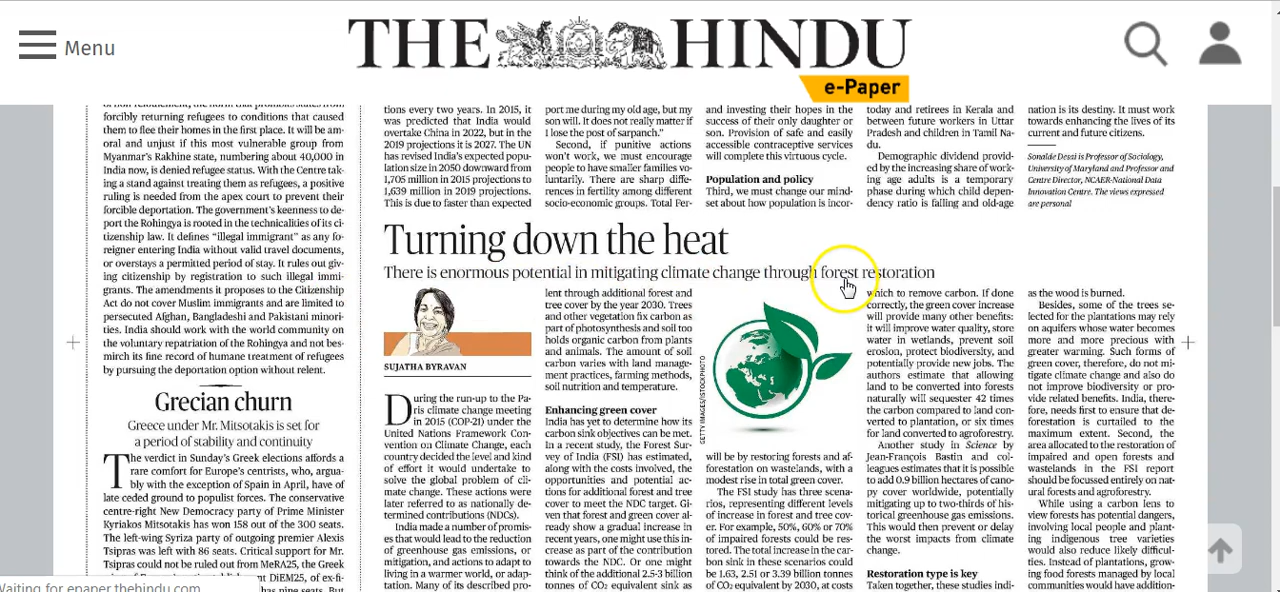 Menu
THE HINDU
e-Paper
forcibly returning refugees to conditions that caused
them to flee their homes in the first place. It will be am-
oral and unjust if this most vulnerable group from
Myanmar's Rakhine state, numbering about 40,000 in
India now, is denied refugee status. With the Centre tak-
ing a stand against treating them as refugees, a positive
ruling is needed from the apex court to prevent their
forcible deportation. The government's keenness to de-
port the Rohingya is rooted in the technicalities of its ci-
tizenship law. It defines "illegal immigrant" as any fo-
reigner entering India without valid travel documents,
or overstays a permitted period of stay. It rules out giv-
ing citizenship by registration to such illegal immi-
grants. The amendments it proposes to the Citizenship
Act do not cover Muslim immigrants and are limited to
persecuted Afghan, Bangladeshi and Pakistani minori-
ties. India should work with the world community on
the voluntary repatriation of the Rohingya and not bes-
mirch its fine record of humane treatment of refugees
by pursuing the deportation option without relent.
Grecian churn
Greece under Mr. Mitsotakis is set for
a period of stability and continuity
The verdict in Sunday's Greek elections affords a
rare comfort for Europe's centrists, who, argua-
bly with the exception of Spain in April, have of
late ceded ground to populist forces. The conservative
centre-right New Democracy party of Prime Minister
Kyriakos Mitsotakis has won 158 out of the 300 seats.
The left-wing Syriza party of outgoing premier Alexis
Tsipras was left with 86 seats. Critical support for Mr.
Tsipras could not be ruled out from MeRA25, the Greek
DiEM25, of ex-fi-
has nine seats. But
Waiting for epaper.thehindu.com
tions every two years. In 2015, it
was predicted that India would
overtake China in 2022, but in the
2019 projections it is 2027. The UN
has revised India's expected popu-
lation size in 2050 downward from
1,705 million in 2015 projections to
1,639 million in 2019 projections.
This is due to faster than expected
port me during my old age, but my
son will. It does not really matter if
I lose the post of sarpanch."
Second, if punitive actions
won't work, we must encourage
people to have smaller families vo-
luntarily. There are sharp diffe-
rences in fertility among different
socio-economic groups. Total Fer-
and investing their hopes in the
success of their only daughter or
son. Provision of safe and easily
accessible contraceptive services
will complete this virtuous cycle.
Population and policy
Third, we must change our mind-
set about how population is incor-
today and retirees in Kerala and
between future workers in Uttar
Pradesh and children in Tamil Na-
du.
Demographic dividend provid-
ed by the increasing share of work-
ing age adults is a temporary
phase during which child depen-
dency ratio is falling and old-age
nation is its destiny. It must work
towards enhancing the lives of its
current and future citizens.
Sonalde Desai is Professor of Sociology,
University of Maryland and Professor and
Centre Director, NCAER-National Data
Innovation Centre. The views expressed
are personal
Turning down the heat
There is enormous potential in mitigating climate change through forest restoration
SUJATHA BYRAVAN
During the run-up to the Pa-
ris climate change meeting
in 2015 (COP-21) under the
United Nations Framework Con-
vention on Climate Change, each
country decided the level and kind
of effort it would undertake to
solve the global problem of cli-
mate change. These actions were
later referred to as nationally de-
termined contributions (NDCs).
India made a number of promis-
es that would lead to the reduction
of greenhouse gas emissions, or
mitigation, and actions to adapt to
living in a warmer world, or adap-
tation. Many of its described pro-
lent through additional forest and
tree cover by the year 2030. Trees
and other vegetation fix carbon as
part of photosynthesis and soil too
holds organic carbon from plants
and animals. The amount of soil
carbon varies with land manage-
ment practices, farming methods,
soil nutrition and temperature.
Enhancing green cover
India has yet to determine how its
carbon sink objectives can be met.
In a recent study, the Forest Sur-
vey of India (FSI) has estimated,
along with the costs involved, the
opportunities and potential ac-
tions for additional forest and tree
cover to meet the NDC target. Gi-
ven that forest and green cover al-
ready show a gradual increase in
recent years, one might use this in-
crease as part of the contribution
towards the NDC. Or one might
think of the additional 2.5-3 billion
tonnes of CO₂ equivalent sink as
GETTY IMAGES/ISTOCKPHOTO
will be by restoring forests and af-
forestation on wastelands, with a
modest rise in total green cover.
The FSI study has three scena-
rios, representing different levels
of increase in forest and tree cov-
er. For example, 50%, 60% or 70%
of impaired forests could be res-
tored. The total increase in the car-
bon sink in these scenarios could
be 1.63, 2.51 or 3.39 billion tonnes
of CO₂ equivalent by 2030, at costs
which to remove carbon. If done
correctly, the green cover increase
will provide many other benefits:
it will improve water quality, store
water in wetlands, prevent soil
erosion, protect biodiversity, and
potentially provide new jobs. The
authors estimate that allowing
land to be converted into forests
naturally will sequester 42 times
the carbon compared to land con-
verted to plantation, or six times
for land converted to agroforestry.
Another study in Science by
Jean-François Bastin and col-
leagues estimates that it is possible
to add 0.9 billion hectares of cano-
py cover worldwide, potentially
mitigating up to two-thirds of his-
torical greenhouse gas emissions.
This would then prevent or delay
the worst impacts from climate
change.
Restoration type is key
Taken together, these studies indi-
as the wood is burned.
Besides, some of the trees se-
lected for the plantations may rely
on aquifers whose water becomes
more and more precious with
greater warming. Such forms of
green cover, therefore, do not mi-
tigate climate change and also do
not improve biodiversity or pro-
vide related benefits. India, there-
fore, needs first to ensure that de-
forestation is curtailed to the
maximum extent. Second, the
area allocated to the restoration of
impaired and open forests and
wastelands in the FSI report
should be focussed entirely on nat-
ural forests and agroforestry.
While using a carbon lens to
view forests has potential dangers,
involving local people and plant-
ing indigenous tree varieties
would also reduce likely difficul-
ties. Instead of plantations, grow-
ing food forests managed by local
communities would have addition-